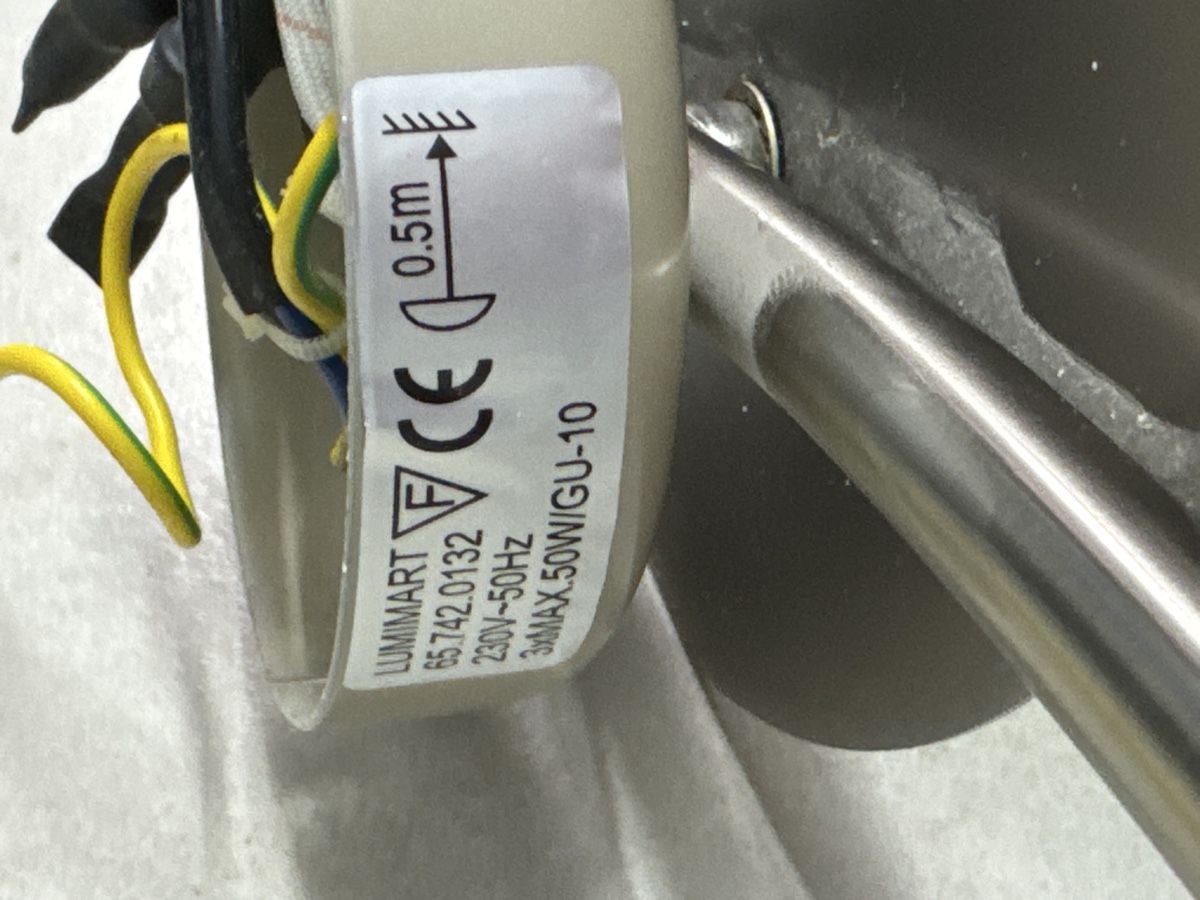 LUMIMART F CE 0.5m
65.742.0132
230V~50Hz
3xMAX.50W/GU-10